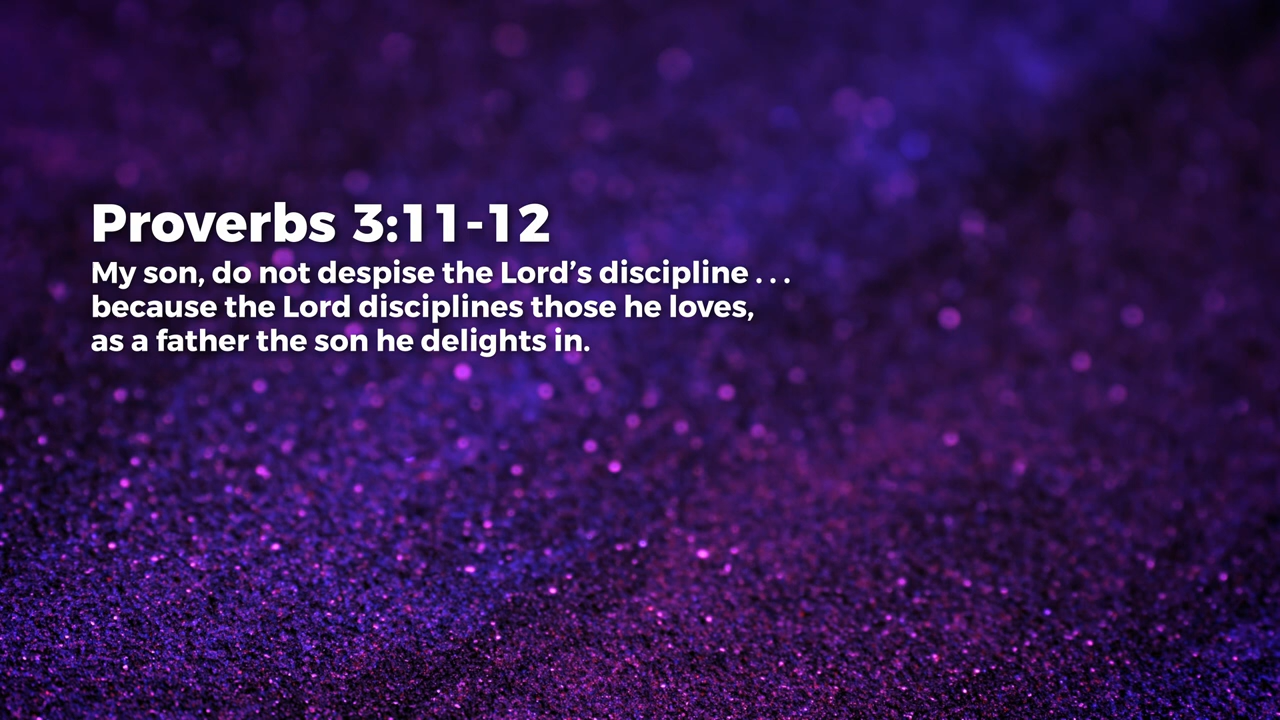 Proverbs 3:11-12
My son, do not despise the Lord’s discipline . . .
because the Lord disciplines those he loves,
as a father the son he delights in.